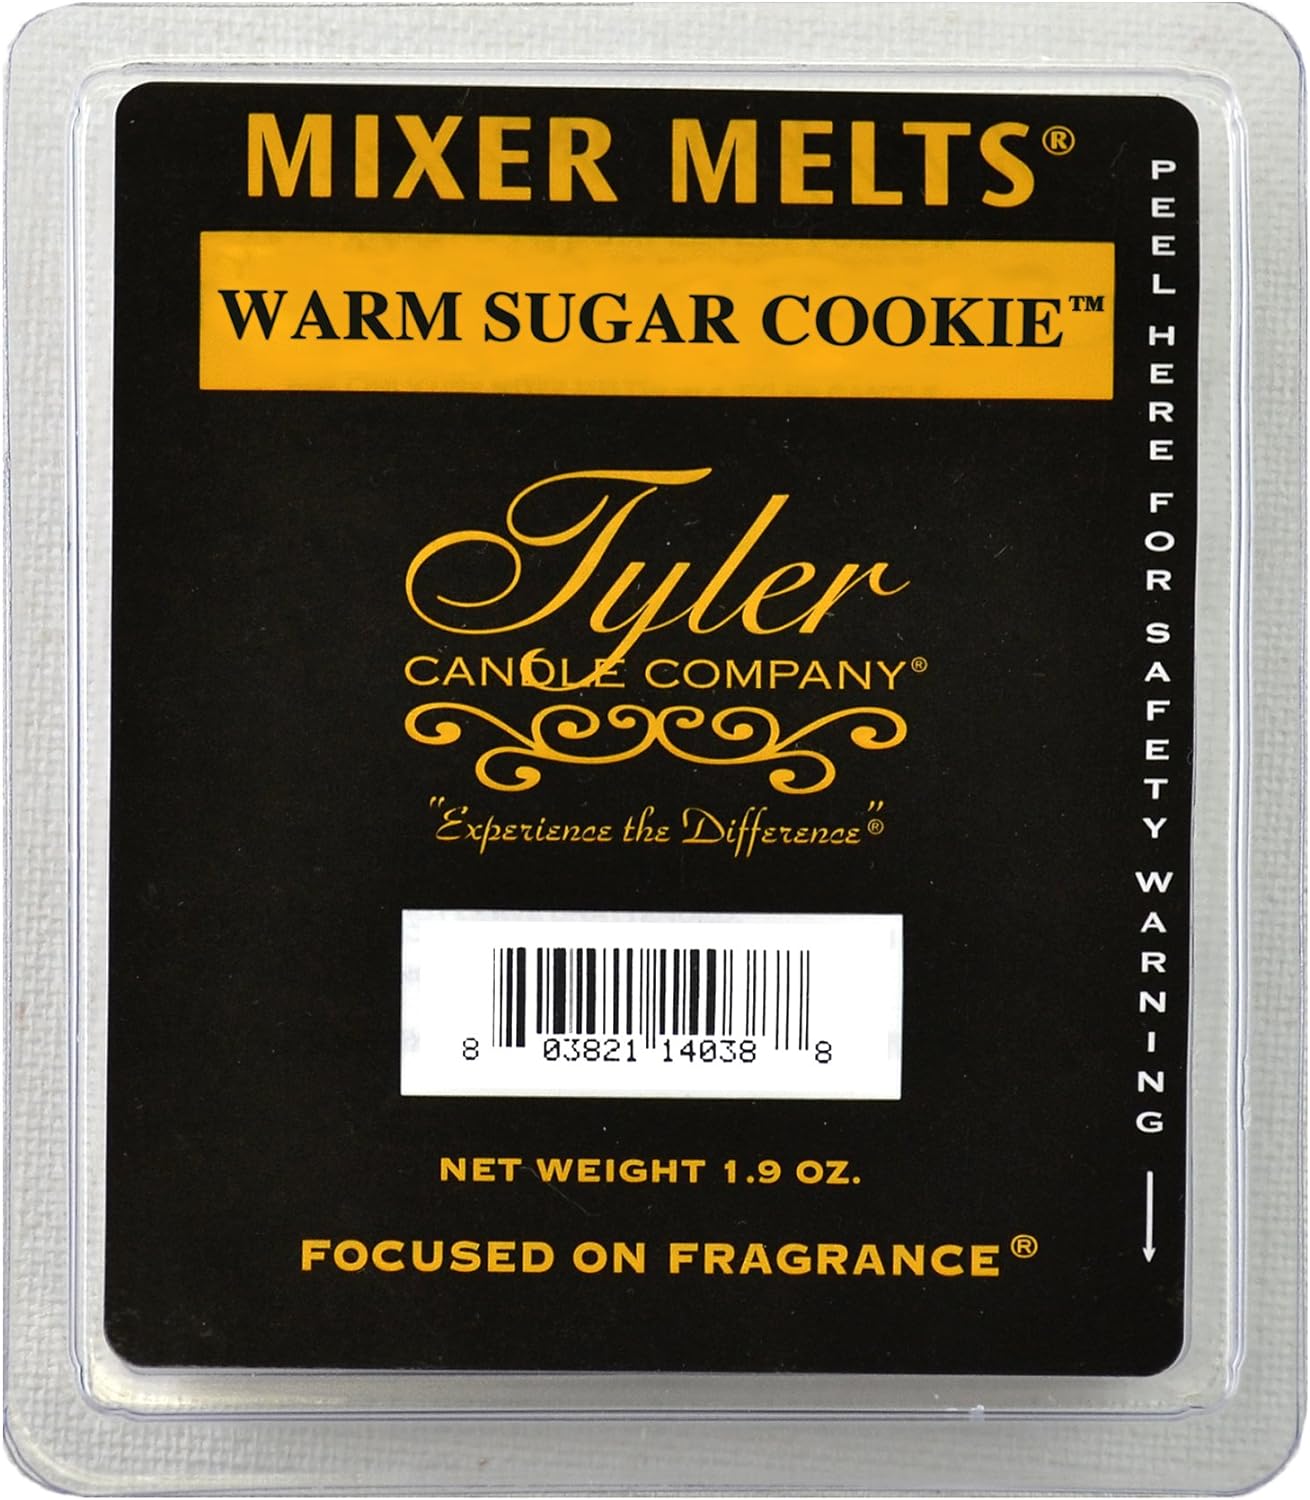 MIXER MELTS®
WARM SUGAR COOKIE™
Tyler
CANDLE COMPANY®
"Experience the Difference"®
8 03821 14038 8
NET WEIGHT 1.9 OZ.
FOCUSED ON FRAGRANCE®
PEEL HERE FOR SAFETY WARNING